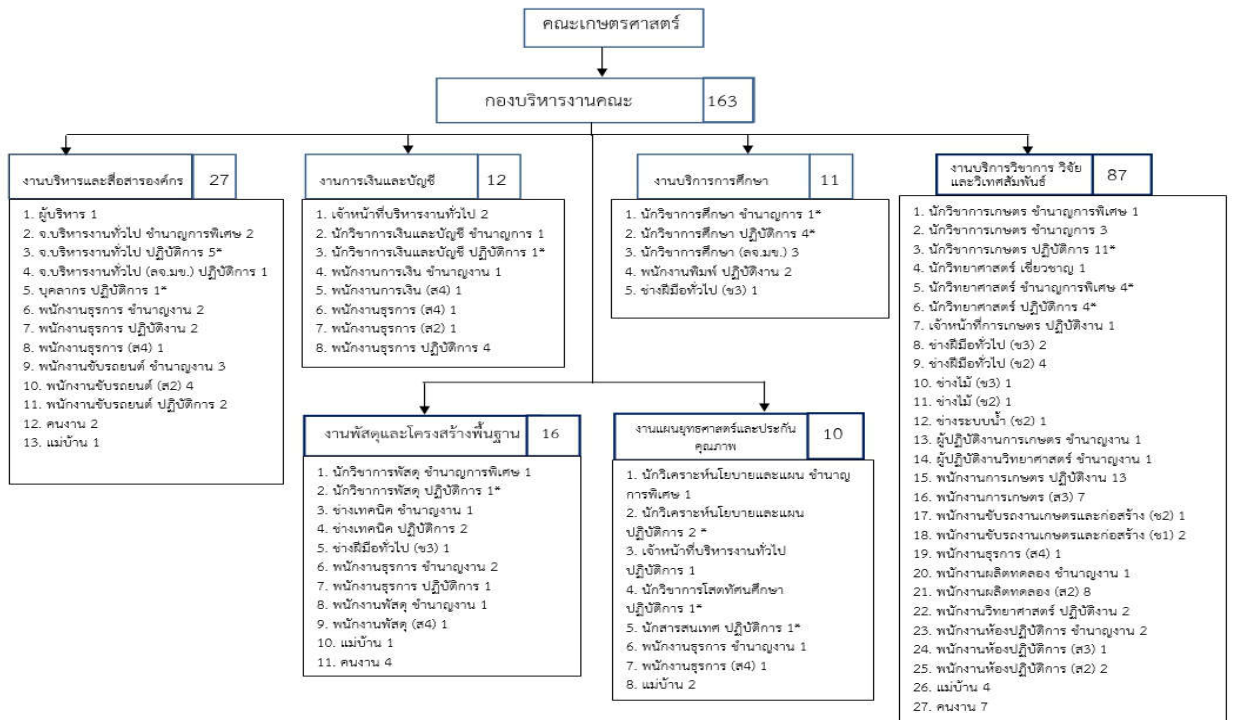 คณะเกษตรศาสตร์
กองบริหารงานคณะ 163
งานบริหารและสื่อสารองค์กร 27
1. ผู้บริหาร 1
2. จ.บริหารงานทั่วไป ชำนาญการพิเศษ 2
3. จ.บริหารงานทั่วไป ปฏิบัติการ 5*
4. จ.บริหารงานทั่วไป (ลจ.มข.) ปฏิบัติการ 1
5. บุคลากร ปฏิบัติการ 1*
6. พนักงานธุรการ ชำนาญงาน 2
7. พนักงานธุรการ ปฏิบัติงาน 2
8. พนักงานธุรการ (ส4) 1
9. พนักงานขับรถยนต์ ชำนาญงาน 3
10. พนักงานขับรถยนต์ (ส2) 4
11. พนักงานขับรถยนต์ ปฏิบัติการ 2
12. คนงาน 2
13. แม่บ้าน 1
งานการเงินและบัญชี 12
1. เจ้าหน้าที่บริหารงานทั่วไป 2
2. นักวิชาการเงินและบัญชี ชำนาญการ 1
3. นักวิชาการเงินและบัญชี ปฏิบัติการ 1*
4. พนักงานการเงิน ชำนาญงาน 1
5. พนักงานการเงิน (ส4) 1
6. พนักงานธุรการ (ส4) 1
7. พนักงานธุรการ (ส2) 1
8. พนักงานธุรการ ปฏิบัติการ 4
งานบริการการศึกษา 11
1. นักวิชาการศึกษา ชำนาญการ 1*
2. นักวิชาการศึกษา ปฏิบัติการ 4*
3. นักวิชาการศึกษา (ลจ.มข.) 3
4. พนักงานพิมพ์ ปฏิบัติงาน 2
5. ช่างฝีมือทั่วไป (ช3) 1
งานบริการวิชาการ วิจัย
และวิเทศสัมพันธ์ 87
1. นักวิชาการเกษตร ชำนาญการพิเศษ 1
2. นักวิชาการเกษตร ชำนาญการ 3
3. นักวิชาการเกษตร ปฏิบัติการ 11*
4. นักวิทยาศาสตร์ เชี่ยวชาญ 1
5. นักวิทยาศาสตร์ ชำนาญการพิเศษ 4*
6. นักวิทยาศาสตร์ ปฏิบัติการ 4*
7. เจ้าหน้าที่การเกษตร ปฏิบัติงาน 1
8. ช่างฝีมือทั่วไป (ช3) 2
9. ช่างฝีมือทั่วไป (ช2) 4
10. ช่างไม้ (ช3) 1
11. ช่างไม้ (ช2) 1
12. ช่างระบบน้ำ (ช2) 1
13. ผู้ปฏิบัติงานการเกษตร ชำนาญงาน 1
14. ผู้ปฏิบัติงานวิทยาศาสตร์ ชำนาญงาน 1
15. พนักงานการเกษตร ปฏิบัติงาน 13
16. พนักงานการเกษตร (ส3) 7
17. พนักงานขับรถงานเกษตรและก่อสร้าง (ช2) 1
18. พนักงานขับรถงานเกษตรและก่อสร้าง (ช1) 2
19. พนักงานธุรการ (ส4) 1
20. พนักงานผลิตทดลอง ชำนาญงาน 1
21. พนักงานผลิตทดลอง (ส2) 8
22. พนักงานวิทยาศาสตร์ ปฏิบัติงาน 2
23. พนักงานห้องปฏิบัติการ ชำนาญงาน 2
24. พนักงานห้องปฏิบัติการ (ส3) 1
25. พนักงานห้องปฏิบัติการ (ส2) 2
26. แม่บ้าน 4
27. คนงาน 7
งานพัสดุและโครงสร้างพื้นฐาน 16
1. นักวิชาการพัสดุ ชำนาญการพิเศษ 1
2. นักวิชาการพัสดุ ปฏิบัติการ 1*
3. ช่างเทคนิค ชำนาญงาน 1
4. ช่างเทคนิค ปฏิบัติการ 2
5. ช่างฝีมือทั่วไป (ช3) 1
6. พนักงานธุรการ ชำนาญงาน 2
7. พนักงานธุรการ ปฏิบัติการ 1
8. พนักงานพัสดุ ชำนาญงาน 1
9. พนักงานพัสดุ (ส4) 1
10. แม่บ้าน 1
11. คนงาน 4
งานแผนยุทธศาสตร์และประกัน
คุณภาพ 10
1. นักวิเคราะห์นโยบายและแผน ชำนาญ
การพิเศษ 1
2. นักวิเคราะห์นโยบายและแผน
ปฏิบัติการ 2 *
3. เจ้าหน้าที่บริหารงานทั่วไป
ปฏิบัติการ 1
4. นักวิชาการโสตทัศนศึกษา
ปฏิบัติการ 1*
5. นักสารสนเทศ ปฏิบัติการ 1*
6. พนักงานธุรการ ชำนาญงาน 1
7. พนักงานธุรการ (ส4) 1
8. แม่บ้าน 2